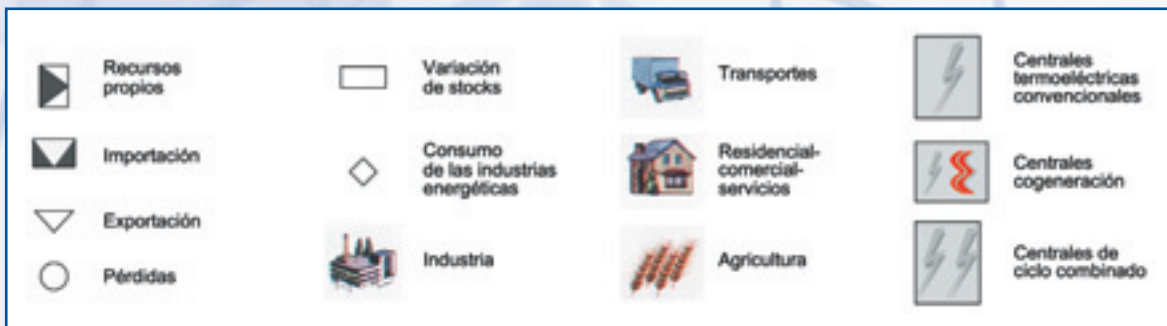 Recursos
propios
Importación
Exportación
Pérdidas
Variación
de stocks
Consumo
de las industrias
energéticas
Industria
Transportes
Residencial-
comercial-
servicios
Agricultura
Centrales
termoeléctricas
convencionales
Centrales
cogeneración
Centrales de
ciclo combinado